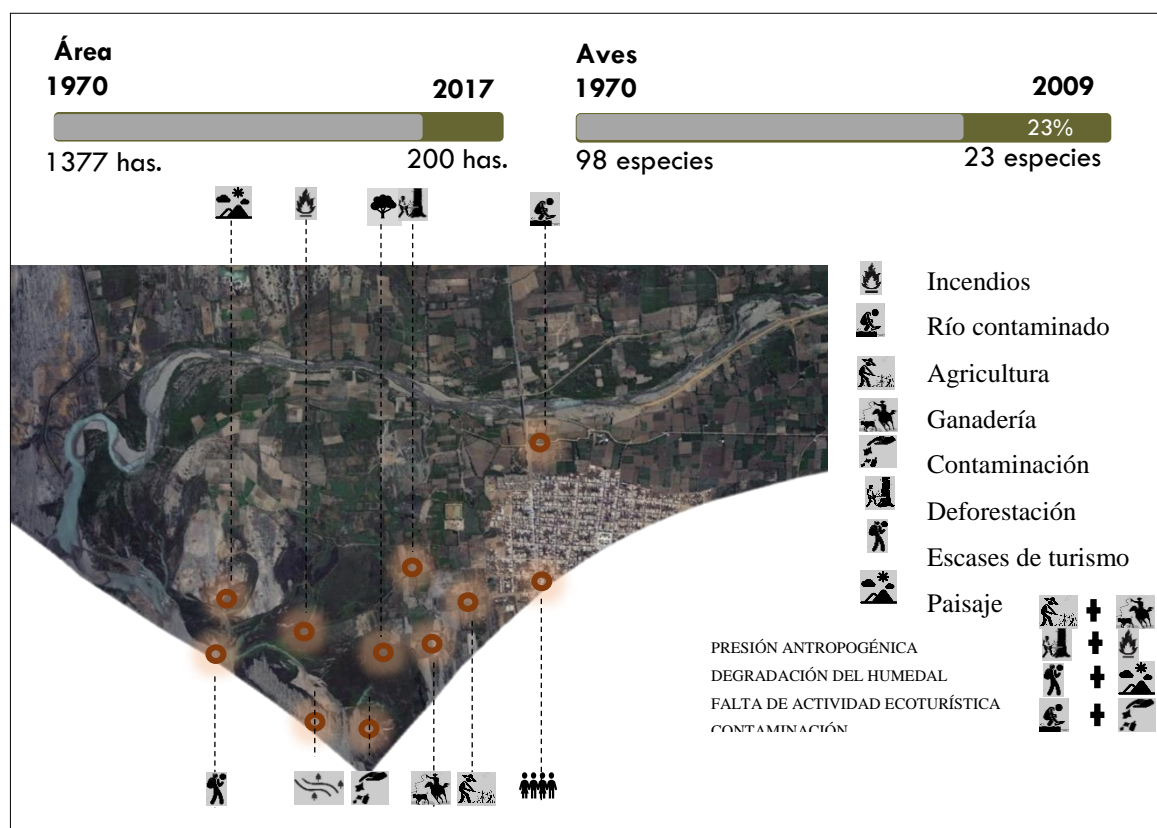 Área
1970
2017
1377 has.
200 has.
Aves
1970
2009
23%
98 especies
23 especies
Incendios
Río contaminado
Agricultura
Ganadería
Contaminación
Deforestación
Escases de turismo
Paisaje
PRESIÓN ANTROPOGÉNICA
DEGRADACIÓN DEL HUMEDAL
FALTA DE ACTIVIDAD ECOTURÍSTICA
CONTAMINACIÓN